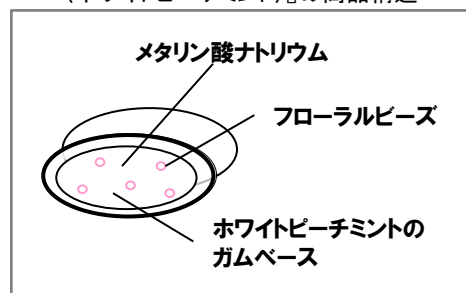 メタリン酸ナトリウム
フローラルビーズ
ホワイトピーチミントの
ガムベース